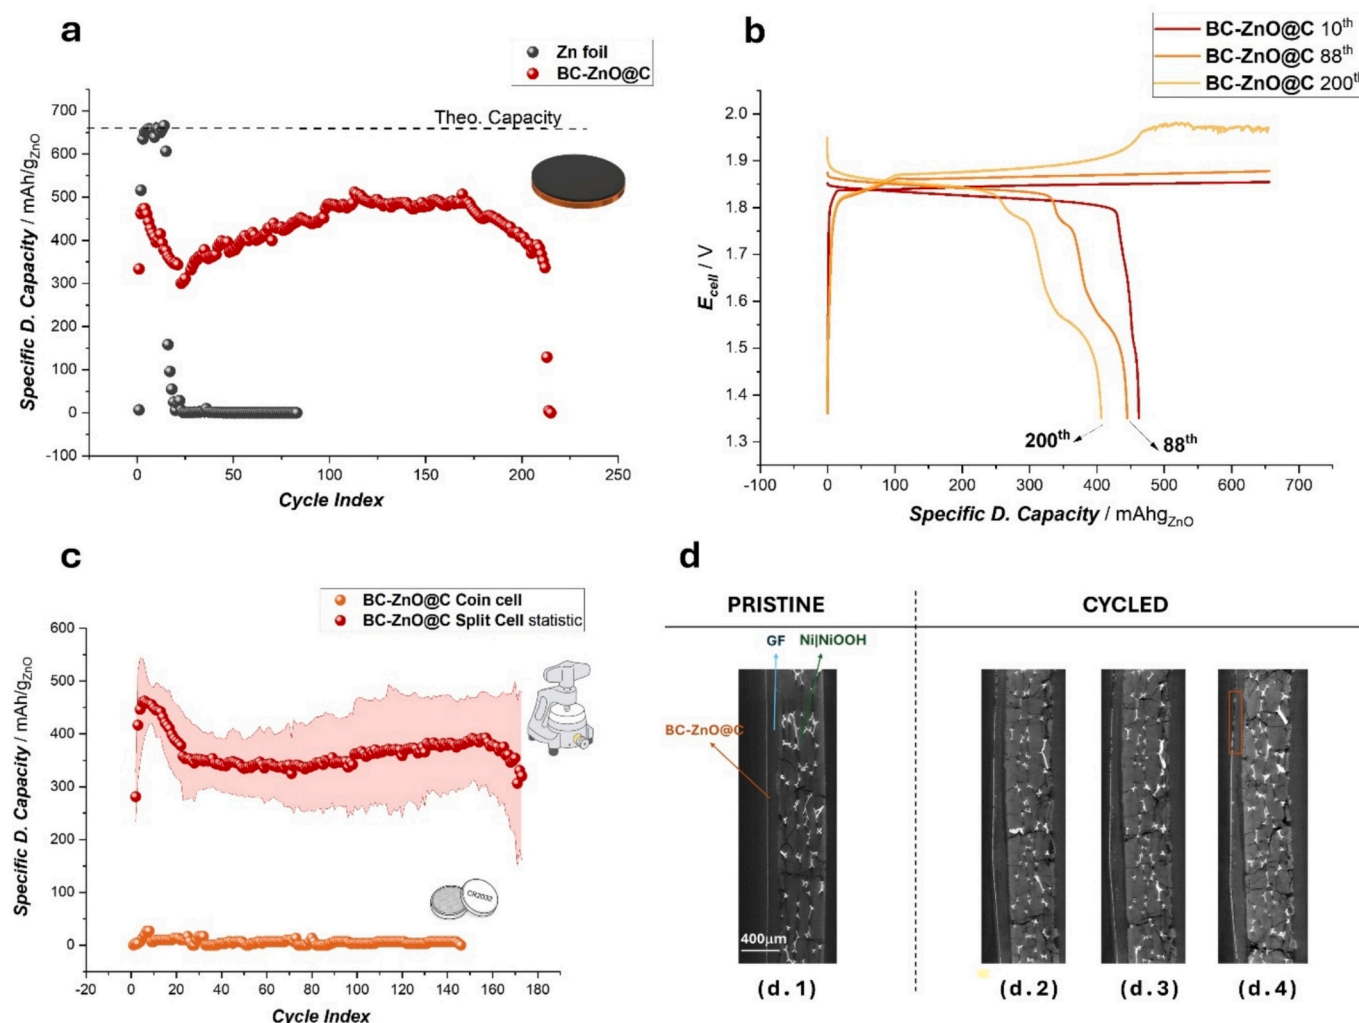 a
Zn foil
BC-ZnO@C
Theo. Capacity
700
600
500
400
300
200
100
0
-100
0
50
100
150
200
250
Specific D. Capacity / mAh/gZnO
Cycle Index
b
BC-ZnO@C 10th
BC-ZnO@C 88th
BC-ZnO@C 200th
2.0
1.9
1.8
1.7
1.6
1.5
1.4
1.3
Ecell / V
200th
88th
-100
0
100
200
300
400
500
600
700
Specific D. Capacity / mAhgZnO
c
BC-ZnO@C Coin cell
BC-ZnO@C Split Cell statistic
600
500
400
300
200
100
0
CR2032
-20
0
20
40
60
80
100
120
140
160
180
Specific D. Capacity / mAh/gZnO
Cycle Index
d
PRISTINE
CYCLED
GF
Ni|NiOOH
BC-ZnO@C
400µm
(d.1)
(d.2)
(d.3)
(d.4)